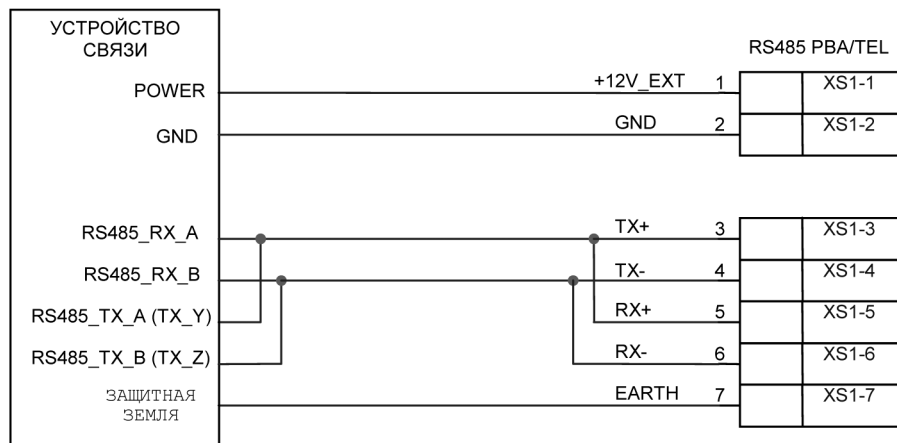 УСТРОЙСТВО
СВЯЗИ
RS485 PBA/TEL
POWER
+12V_EXT 1 XS1-1
GND
GND 2 XS1-2
RS485_RX_A
TX+ 3 XS1-3
RS485_RX_B
TX- 4 XS1-4
RS485_TX_A (TX_Y)
RX+ 5 XS1-5
RS485_TX_B (TX_Z)
RX- 6 XS1-6
ЗАЩИТНАЯ
ЗЕМЛЯ
EARTH 7 XS1-7